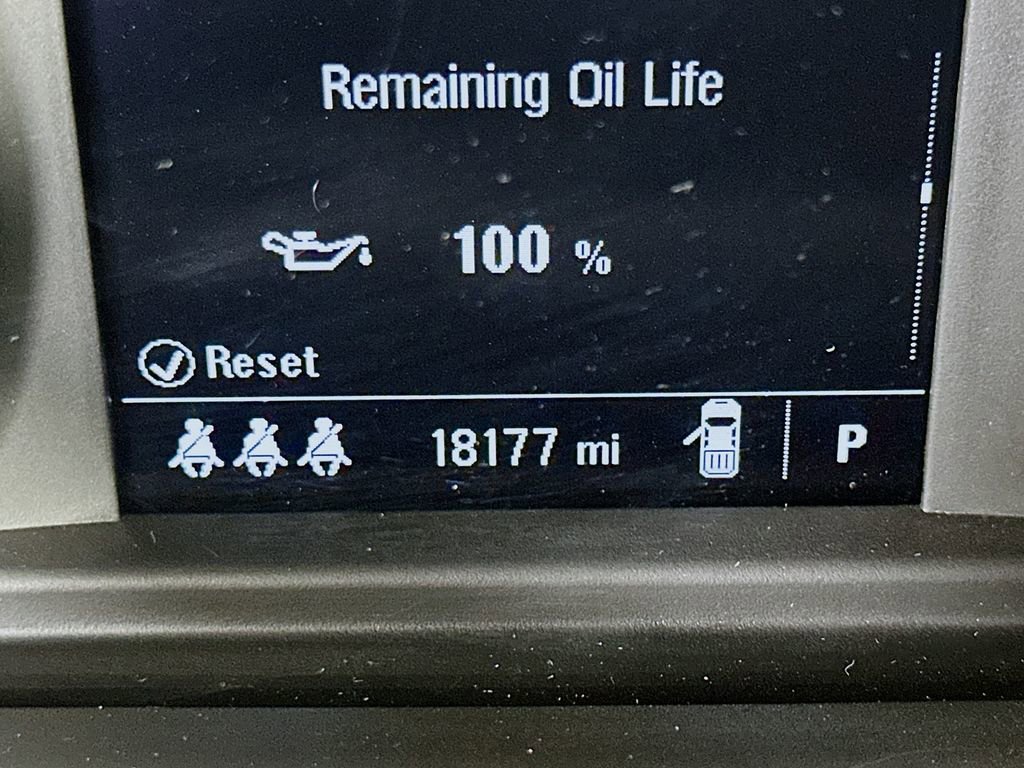 Remaining Oil Life
100 %
Reset
18177 mi P